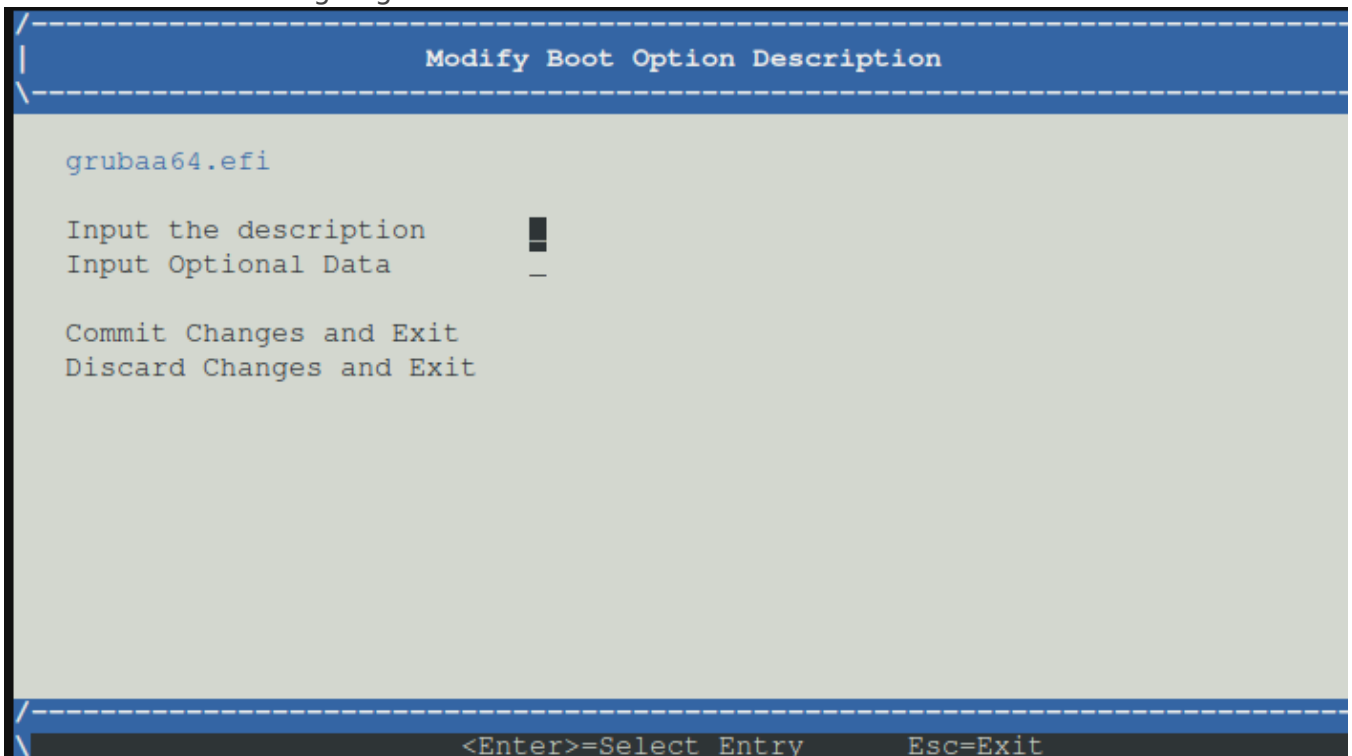 Modify Boot Option Description
grubaa64.efi
Input the description _
Input Optional Data _
Commit Changes and Exit
Discard Changes and Exit
<Enter>=Select Entry Esc=Exit